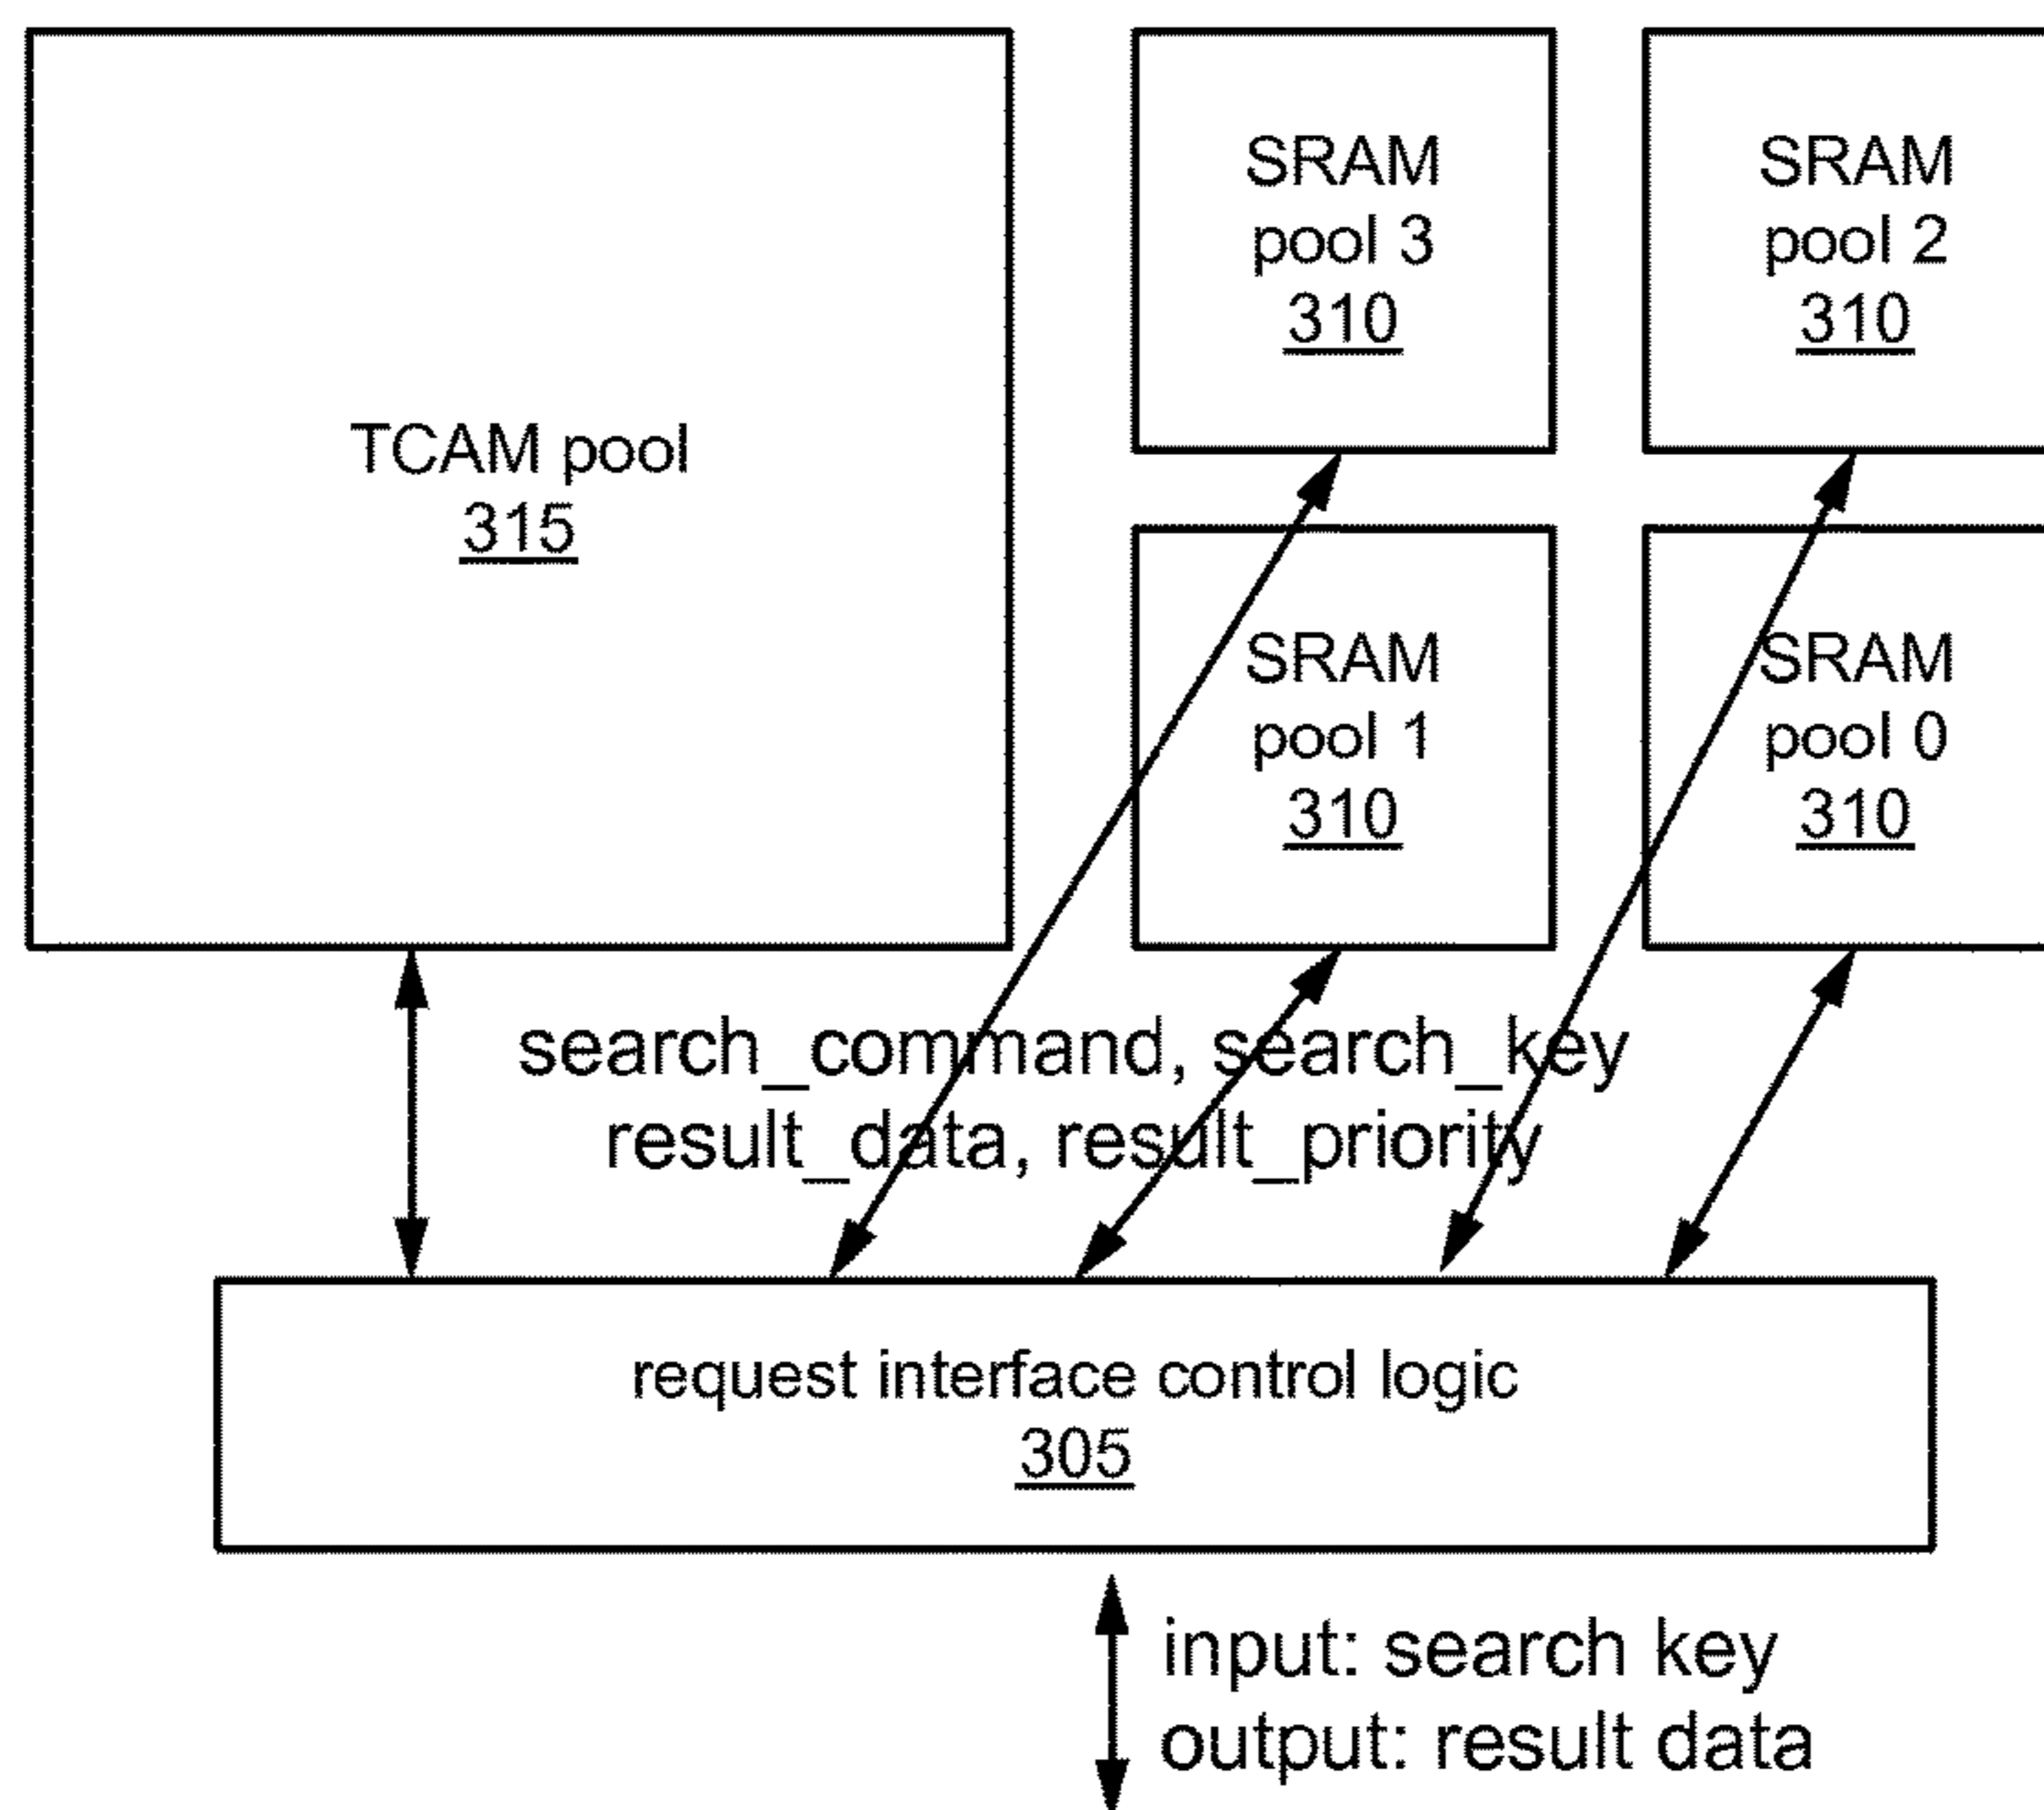 TCAM pool
315
SRAM
pool 3
310
SRAM
pool 2
310
SRAM
pool 1
310
SRAM
pool 0
310
search_command, search_key
result_data, result_priority
request interface control logic
305
input: search key
output: result data